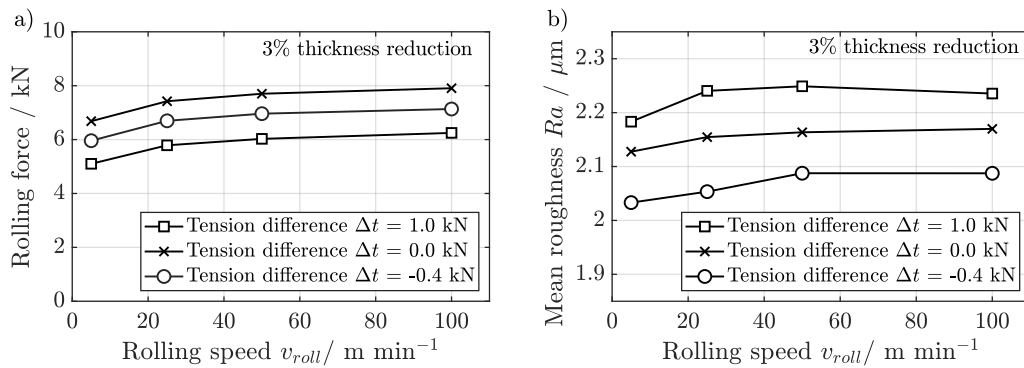 a)
3% thickness reduction
Rolling force / kN
10
8
6
4
2
0
Tension difference Δt = 1.0 kN
Tension difference Δt = 0.0 kN
Tension difference Δt = -0.4 kN
0 20 40 60 80 100
Rolling speed v_roll/ m min⁻¹
b)
3% thickness reduction
Mean roughness Ra / μm
2.3
2.2
2.1
2
1.9
Tension difference Δt = 1.0 kN
Tension difference Δt = 0.0 kN
Tension difference Δt = -0.4 kN
0 20 40 60 80 100
Rolling speed v_roll/ m min⁻¹